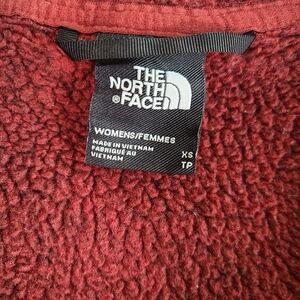 THE
NORTH
FACE
WOMENS/FEMMES
MADE IN VIETNAM
FABRIQUÉ AU
VIETNAM
XS
TP